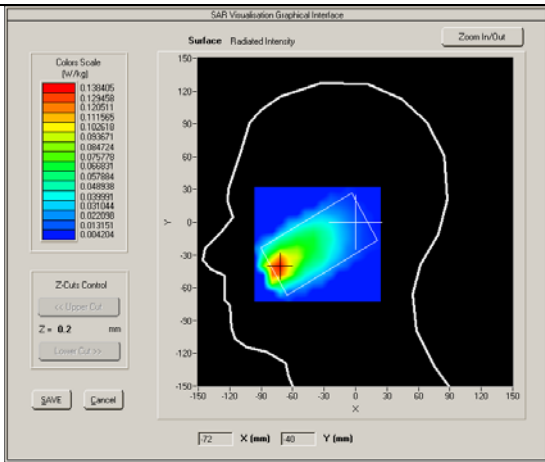 SAR Visualisation Graphical Interface
Surface Radiated Intensity
Zoom In/Out
Colors Scale
(W/kg)
0.138405
0.129458
0.120511
0.111565
0.102618
0.093671
0.084724
0.075778
0.066831
0.057884
0.048938
0.039991
0.031044
0.022098
0.013151
0.004204
Z-Cuts Control
<< Upper Cut
Z = 0.2 mm
Lower Cut >>
SAVE Cancel
150
120
90
60
30
0
-30
-60
-90
-120
-150
Y
-150 -120 -90 -60 -30 0 30 60 90 120 150
X
-72 X (mm) -40 Y (mm)